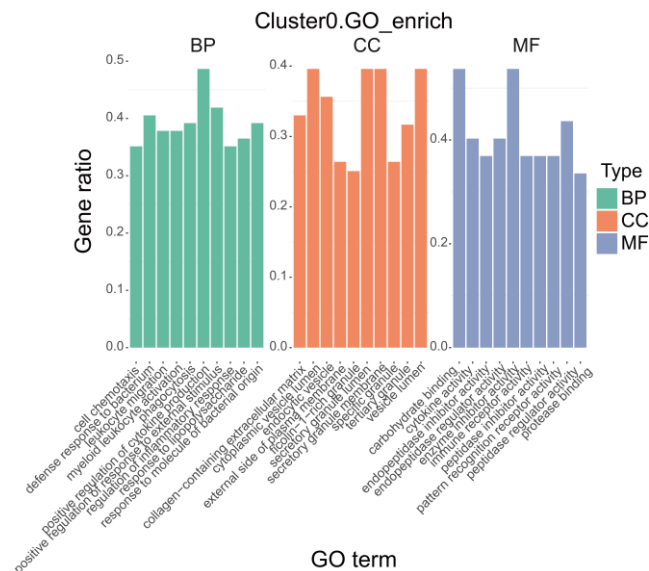 Cluster0.GO_enrich
BP
CC
MF
Gene ratio
0.5
0.4
0.3
0.2
0.1
0.0
0.4
0.3
0.2
0.1
0.0
0.4
0.2
0.0
Type
BP
CC
MF
cell chemotaxis
defense response to bacterium
leukocyte migration
myeloid leukocyte activation
phagocytosis
positive regulation of cytokine production
positive regulation of response to external stimulus
regulation of inflammatory response
response to lipopolysaccharide
response to molecule of bacterial origin
collagen-containing extracellular matrix
cytoplasmic vesicle lumen
endocytic vesicle
external side of plasma membrane
ficolin-1-rich granule
secretory granule lumen
secretory granule membrane
specific granule
tertiary granule
vesicle lumen
carbohydrate binding
cytokine activity
endopeptidase inhibitor activity
endopeptidase regulator activity
enzyme inhibitor activity
immune receptor activity
peptidase inhibitor activity
pattern recognition receptor activity
peptidase regulator activity
protease binding
GO term